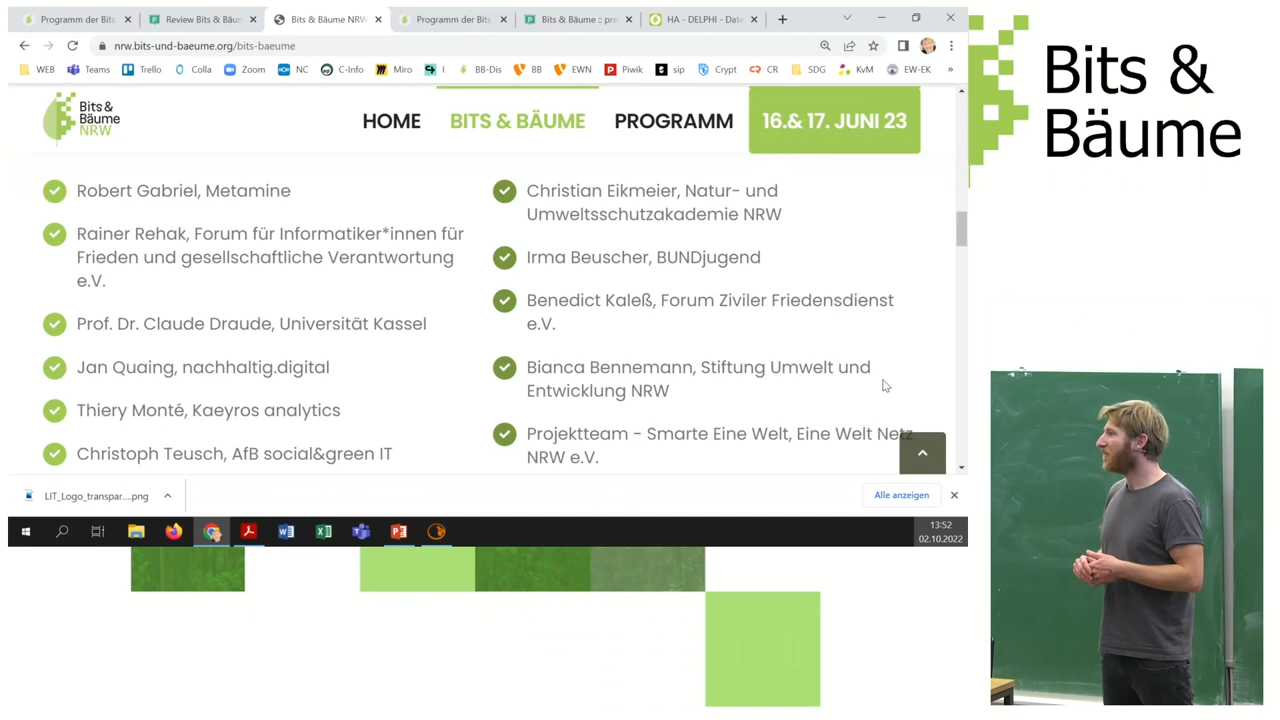 Programm der Bits
Review Bits & Bäum
Bits & Bäume NRW
Programm der Bits
Bits & Bäume :: pre
HA - DELPHI - Date
nrw.bits-und-baeume.org/bits-baeume
WEB Teams Trello Colla Zoom NC C-Info Miro I BB-Dis BB EWN Piwik sip Crypt CR SDG KvM EW-EK »
Bits &
Bäume
NRW
HOME BITS & BÄUME PROGRAMM 16.& 17. JUNI 23
Robert Gabriel, Metamine
Rainer Rehak, Forum für Informatiker*innen für
Frieden und gesellschaftliche Verantwortung
e.V.
Prof. Dr. Claude Draude, Universität Kassel
Jan Quaing, nachhaltig.digital
Thiery Monté, Kaeyros analytics
Christoph Teusch, AfB social&green IT
Christian Eikmeier, Natur- und
Umweltsschutzakademie NRW
Irma Beuscher, BUNDjugend
Benedict Kaleß, Forum Ziviler Friedensdienst
e.V.
Bianca Bennemann, Stiftung Umwelt und
Entwicklung NRW
Projektteam - Smarte Eine Welt, Eine Welt Netz
NRW e.V.
LIT_Logo_transpar....png
Alle anzeigen
13:52
02.10.2022
Bits &
Bäume